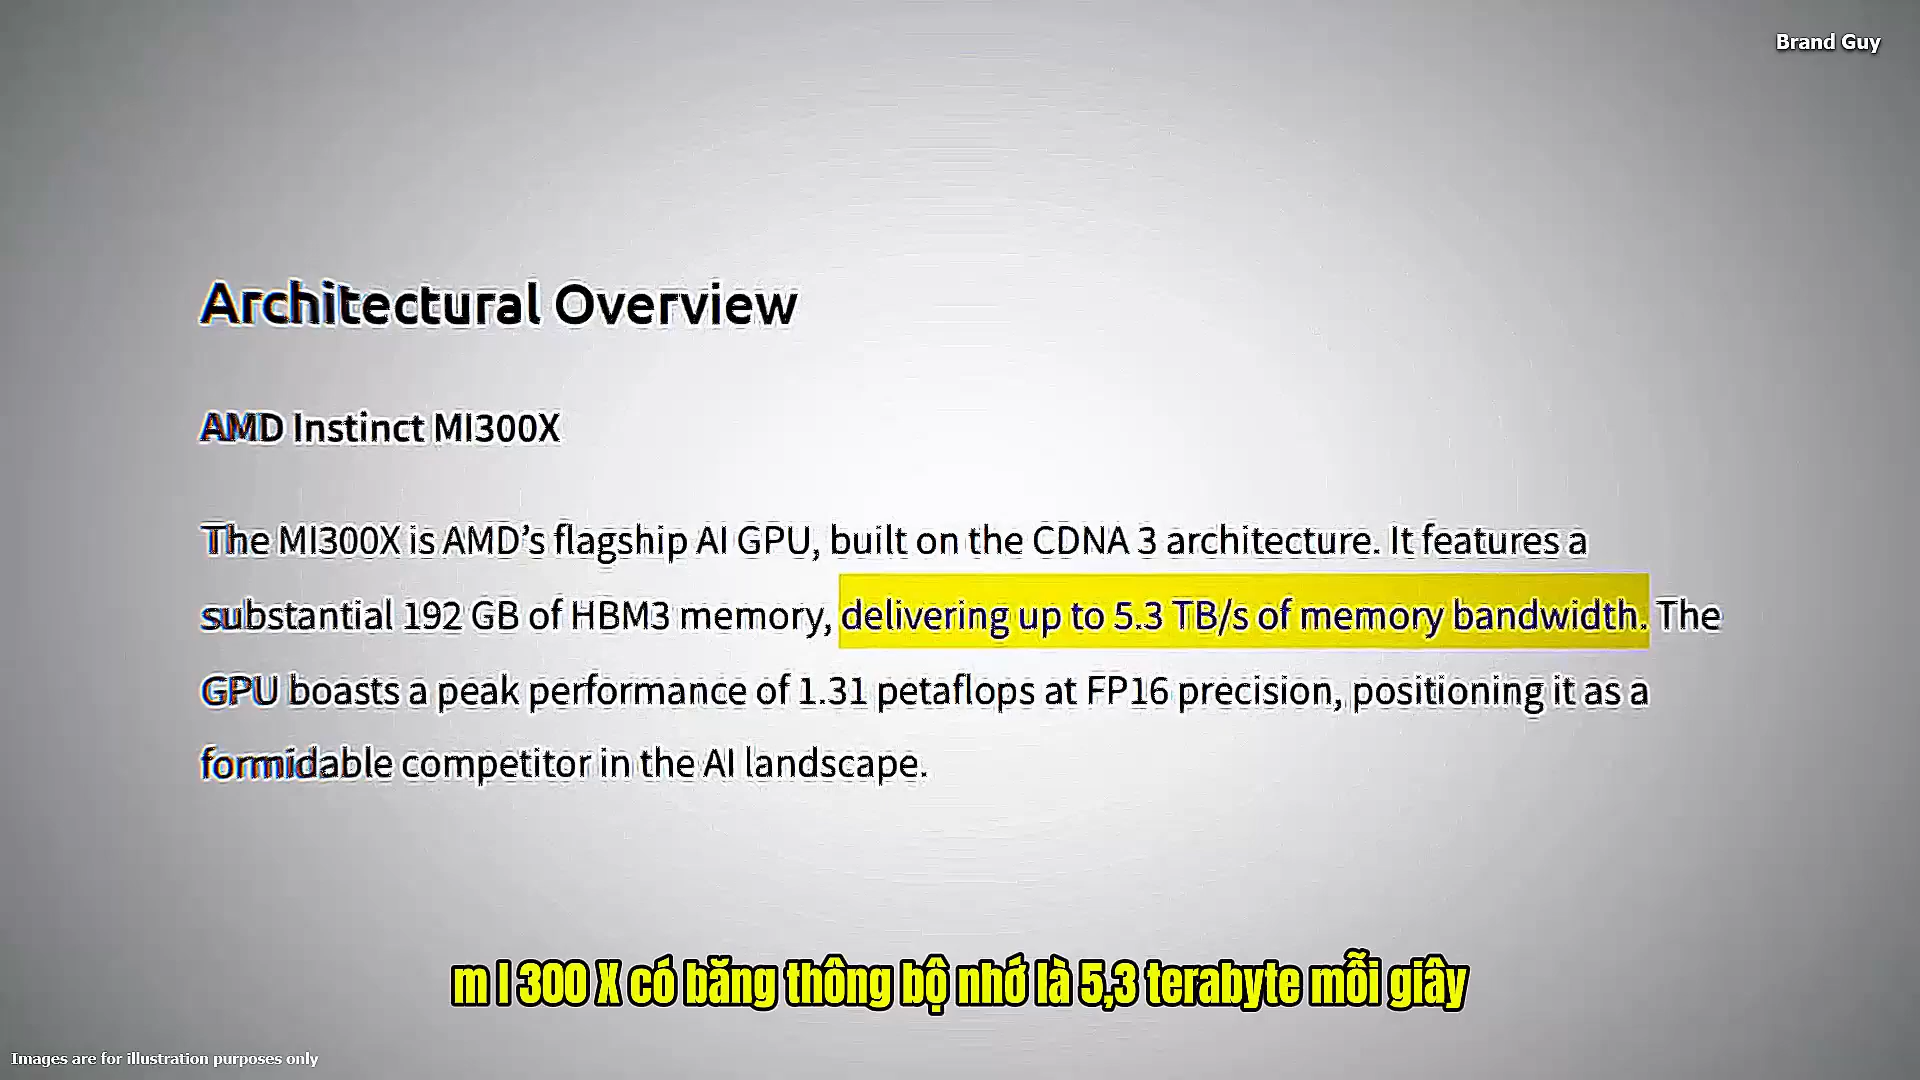 Brand Guy
Architectural Overview
AMD Instinct MI300X
The MI300X is AMD’s flagship AI GPU, built on the CDNA 3 architecture. It features a
substantial 192 GB of HBM3 memory, delivering up to 5.3 TB/s of memory bandwidth. The
GPU boasts a peak performance of 1.31 petaflops at FP16 precision, positioning it as a
formidable competitor in the AI landscape.
m I 300 X có băng thông bộ nhớ là 5,3 terabyte mỗi giây
Images are for illustration purposes only